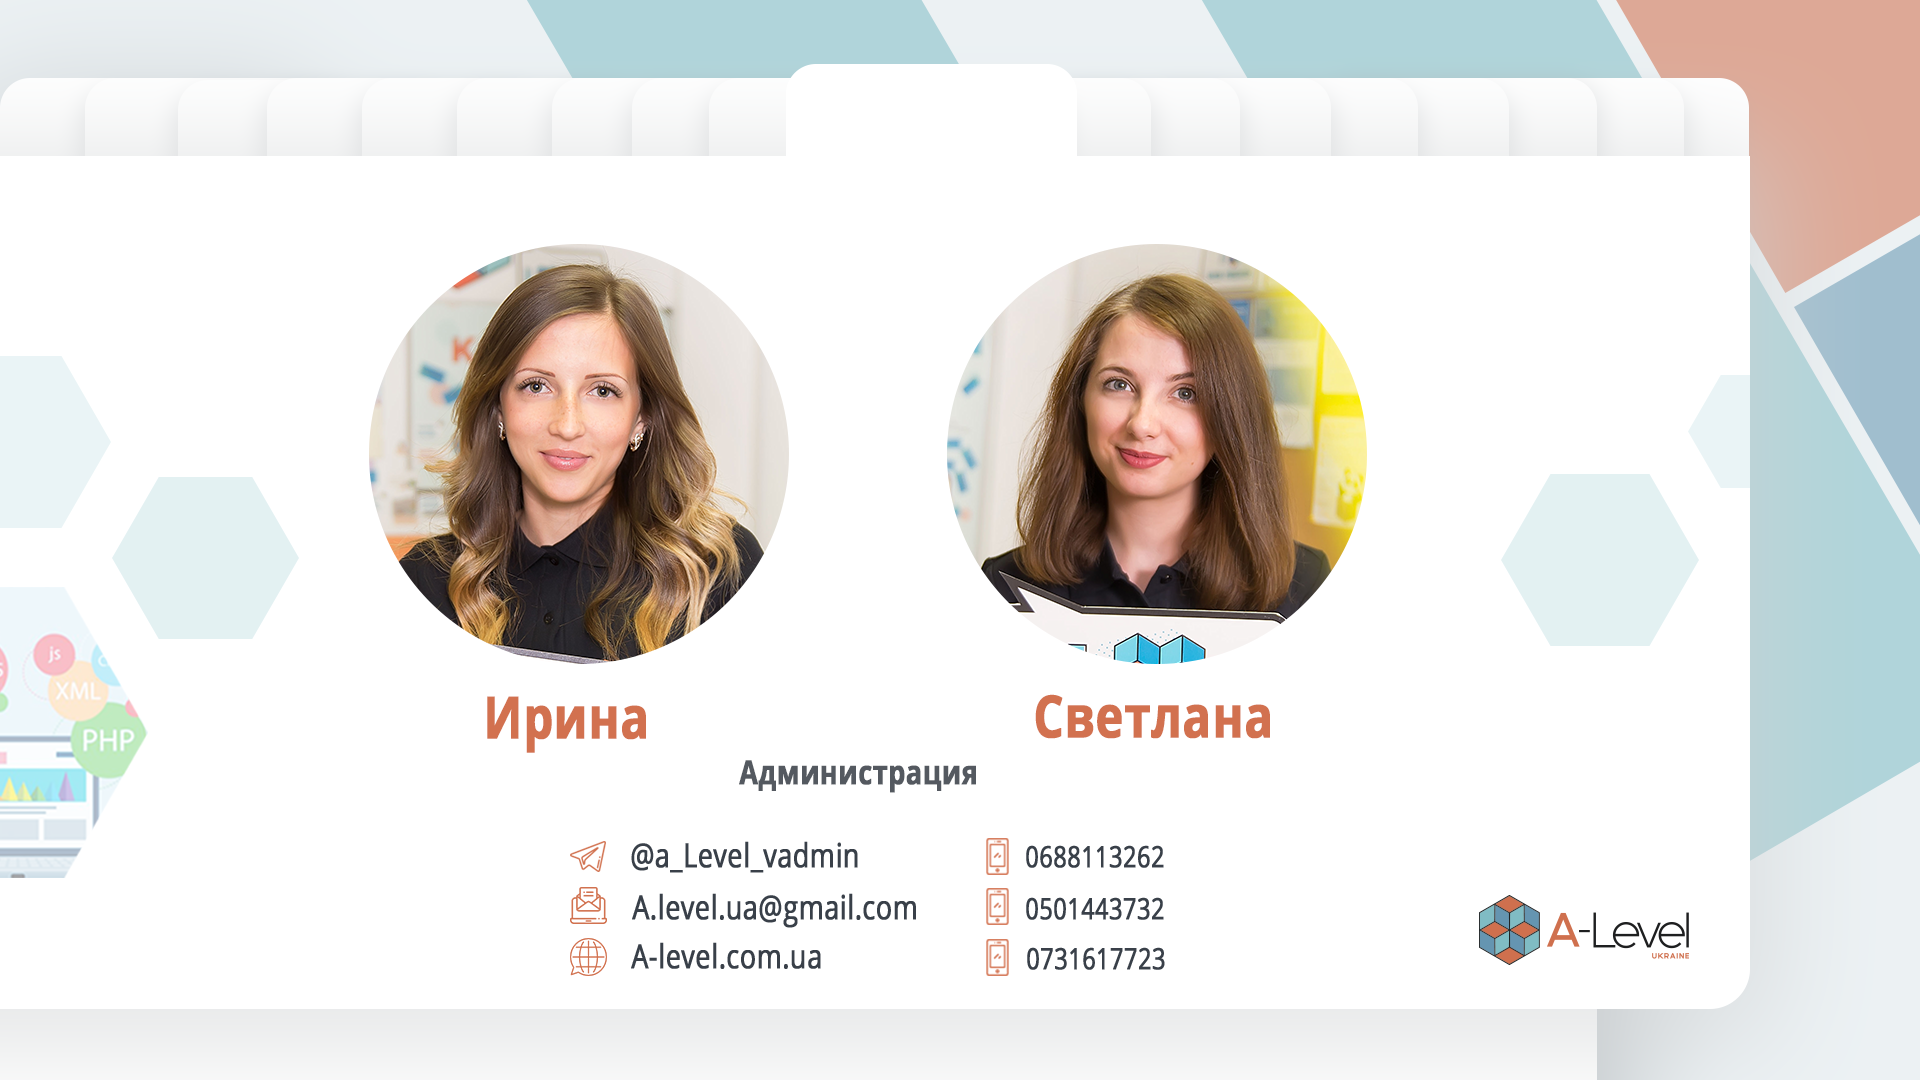 Ирина
Светлана
Администрация
@a_Level_vadmin
0688113262
A.level.ua@gmail.com
0501443732
A-level.com.ua
0731617723
js
XML
PHP
A-Level
UKRAINE